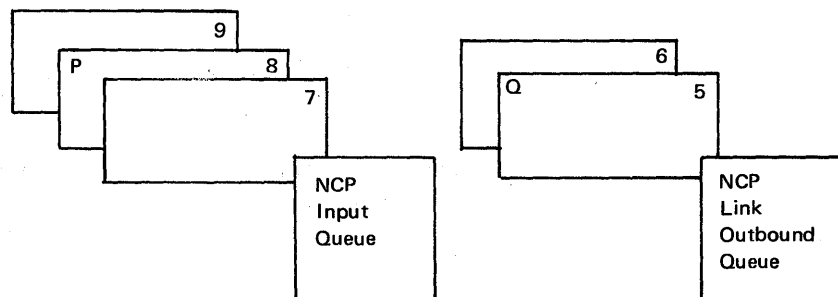 9
P 8
7
NCP
Input
Queue
6
Q 5
NCP
Link
Outbound
Queue